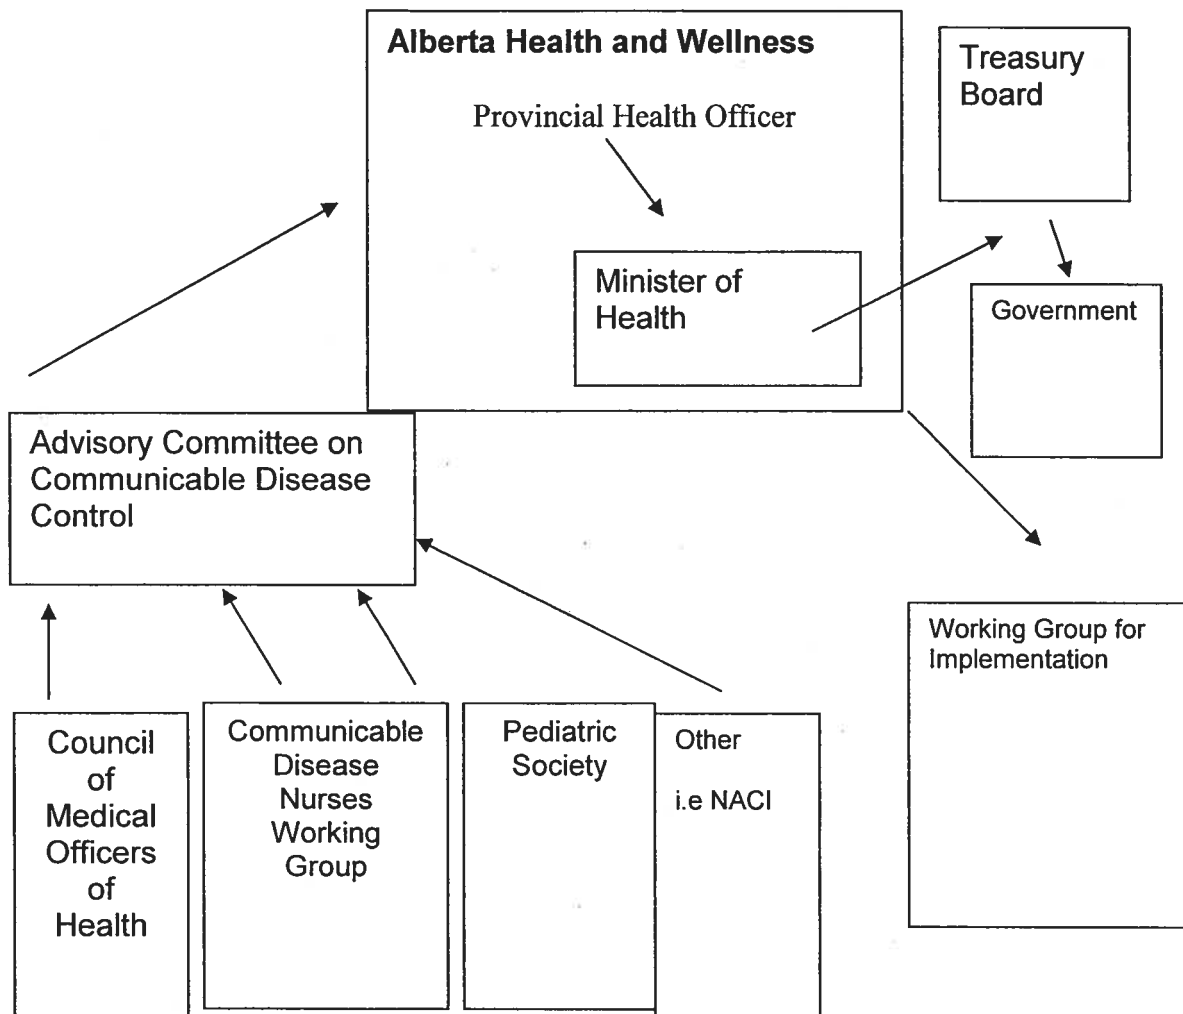 Alberta Health and Wellness
Provincial Health Officer
Minister of
Health
Treasury
Board
Government
Advisory Committee on
Communicable Disease
Control
Working Group for
Implementation
Council
of
Medical
Officers
of
Health
Communicable
Disease
Nurses
Working
Group
Pediatric
Society
Other
i.e NACI